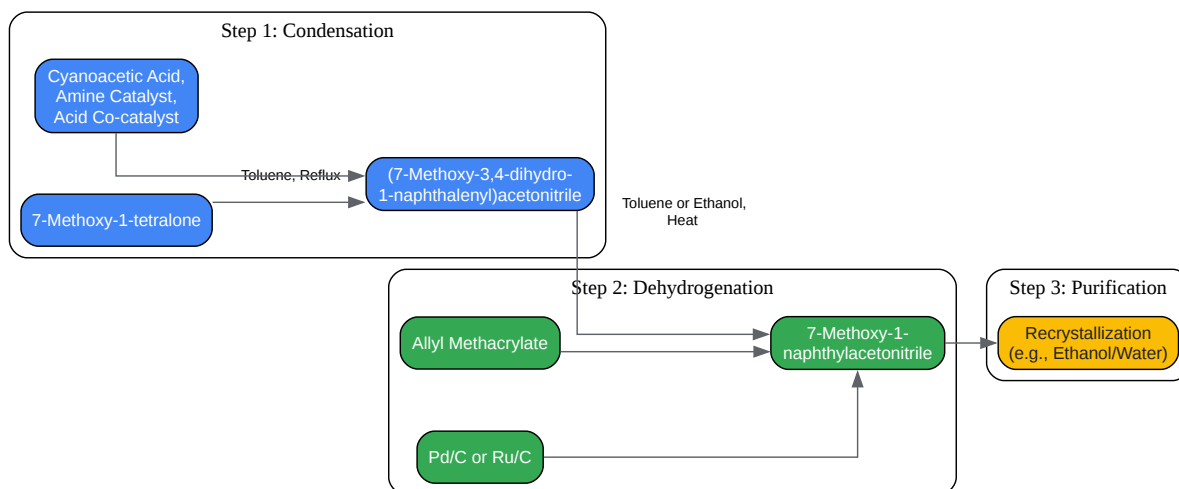 Step 1: Condensation
Cyanoacetic Acid,
Amine Catalyst,
Acid Co-catalyst
Toluene, Reflux
(7-Methoxy-3,4-dihydro-
1-naphthalenyl)acetonitrile
7-Methoxy-1-tetralone
Toluene or Ethanol,
Heat
Step 2: Dehydrogenation
Allyl Methacrylate
7-Methoxy-1-
naphthylacetonitrile
Pd/C or Ru/C
Step 3: Purification
Recrystallization
(e.g., Ethanol/Water)